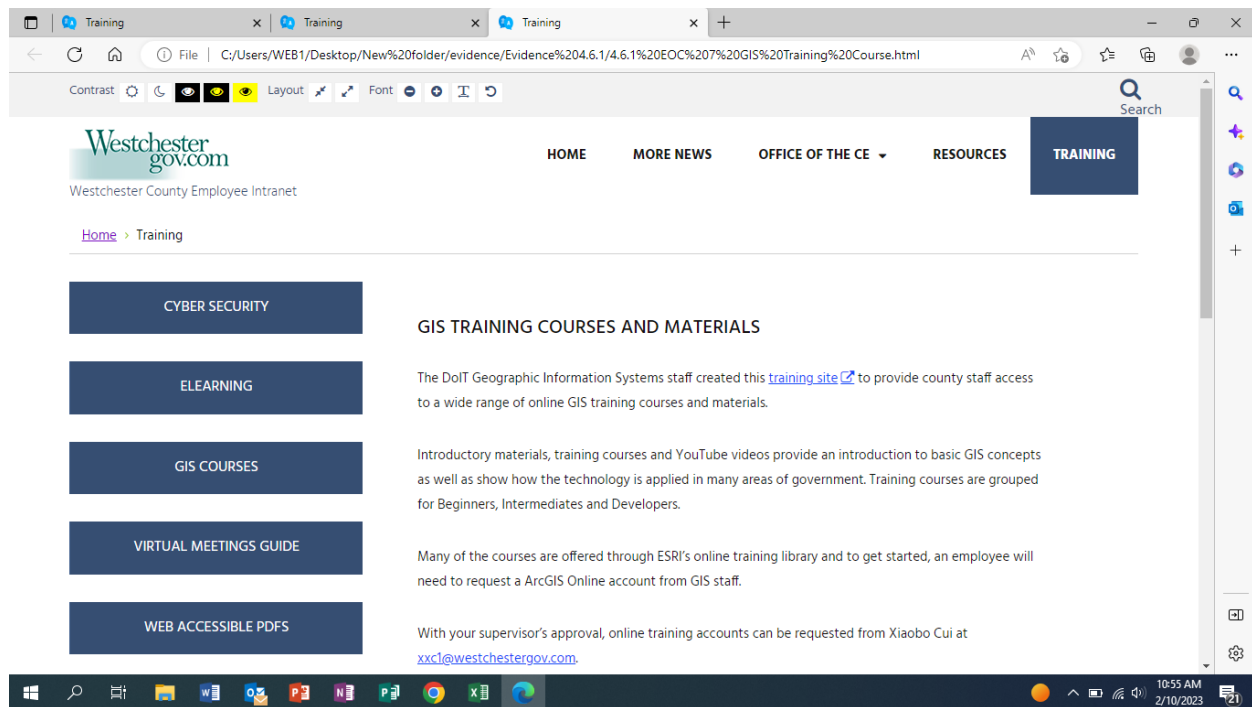 Training
Training
Training
File | C:/Users/WEB1/Desktop/New%20folder/evidence/Evidence%204.6.1/4.6.1%20EOC%207%20GIS%20Training%20Course.html
Contrast Layout Font
Search
Westchester
gov.com
HOME MORE NEWS OFFICE OF THE CE RESOURCES TRAINING
Westchester County Employee Intranet
Home › Training
CYBER SECURITY
ELEARNING
GIS COURSES
VIRTUAL MEETINGS GUIDE
WEB ACCESSIBLE PDFS
GIS TRAINING COURSES AND MATERIALS
The DoIT Geographic Information Systems staff created this training site to provide county staff access
to a wide range of online GIS training courses and materials.
Introductory materials, training courses and YouTube videos provide an introduction to basic GIS concepts
as well as show how the technology is applied in many areas of government. Training courses are grouped
for Beginners, Intermediates and Developers.
Many of the courses are offered through ESRI's online training library and to get started, an employee will
need to request a ArcGIS Online account from GIS staff.
With your supervisor's approval, online training accounts can be requested from Xiaobo Cui at
xxc1@westchestergov.com.
10:55 AM
2/10/2023
21